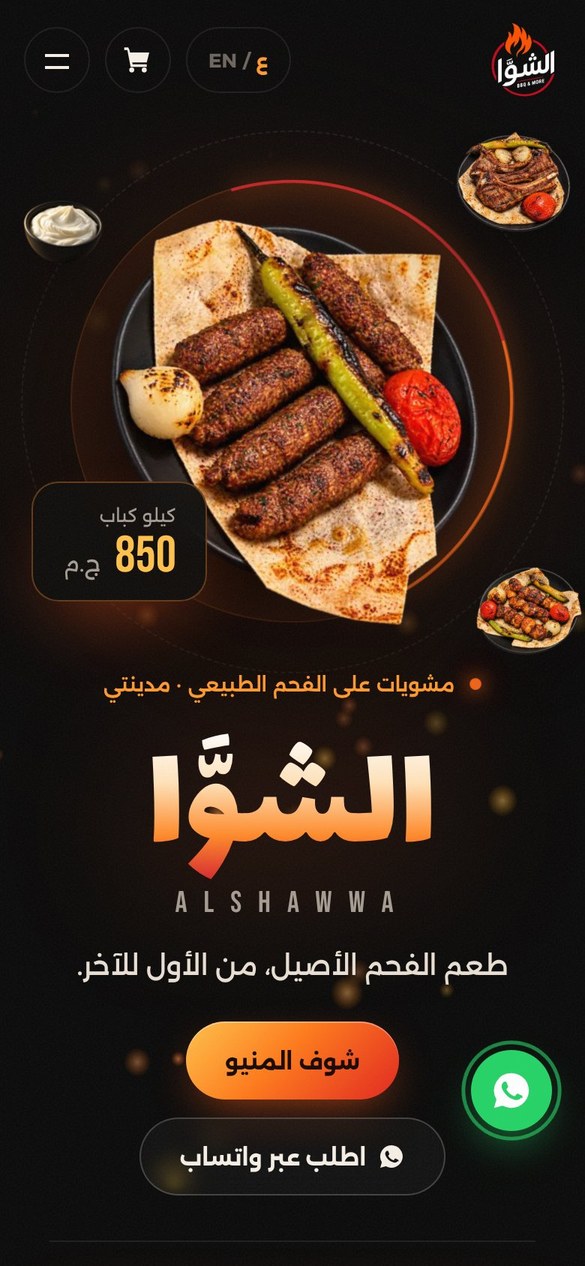 EN / ع
الشوَّا
BBQ & MORE
كيلو كباب
850 ج.م
مشويات على الفحم الطبيعي · مدينتي
الشوَّا
ALSHAWWA
طعم الفحم الأصيل، من الأول للآخر.
شوف المنيو
اطلب عبر واتساب